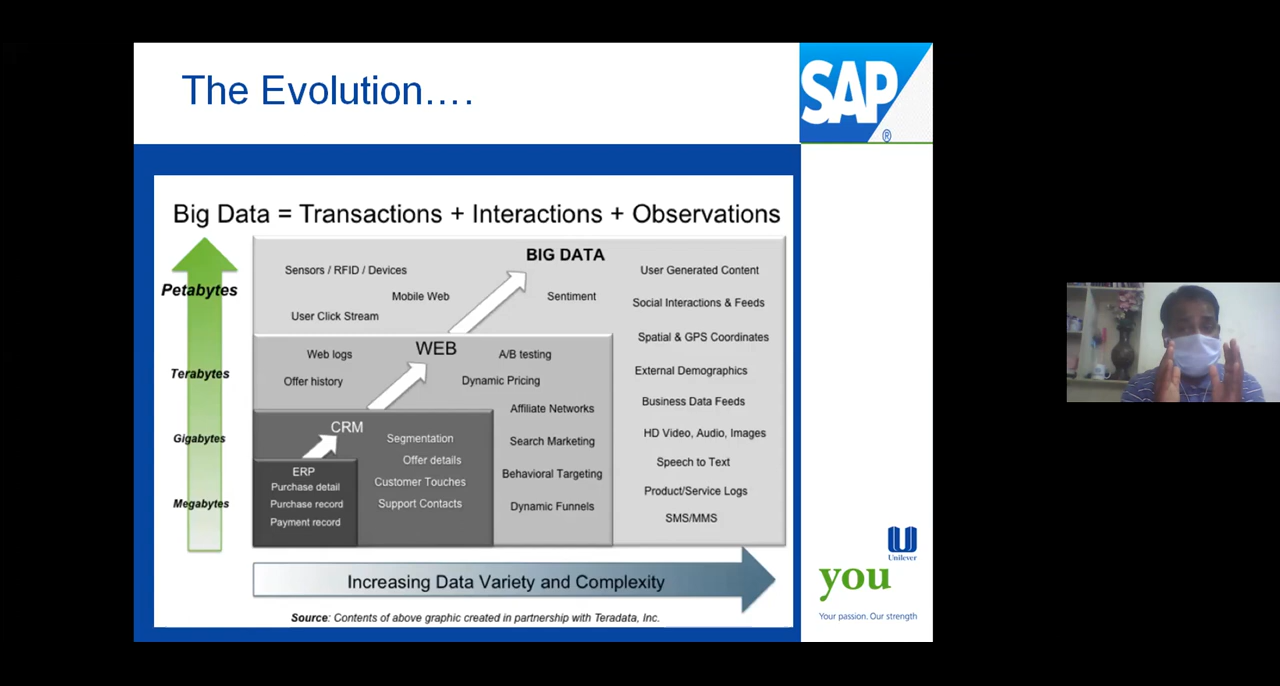 The Evolution….
SAP
®
Big Data = Transactions + Interactions + Observations
Petabytes
Terabytes
Gigabytes
Megabytes
BIG DATA
Sensors / RFID / Devices
Mobile Web
Sentiment
User Click Stream
User Generated Content
Social Interactions & Feeds
Spatial & GPS Coordinates
External Demographics
Business Data Feeds
HD Video, Audio, Images
Speech to Text
Product/Service Logs
SMS/MMS
WEB
Web logs
A/B testing
Offer history
Dynamic Pricing
Affiliate Networks
Search Marketing
Behavioral Targeting
Dynamic Funnels
CRM
Segmentation
Offer details
Customer Touches
Support Contacts
ERP
Purchase detail
Purchase record
Payment record
Increasing Data Variety and Complexity
Source: Contents of above graphic created in partnership with Teradata, Inc.
Unilever
you
Your passion. Our strength